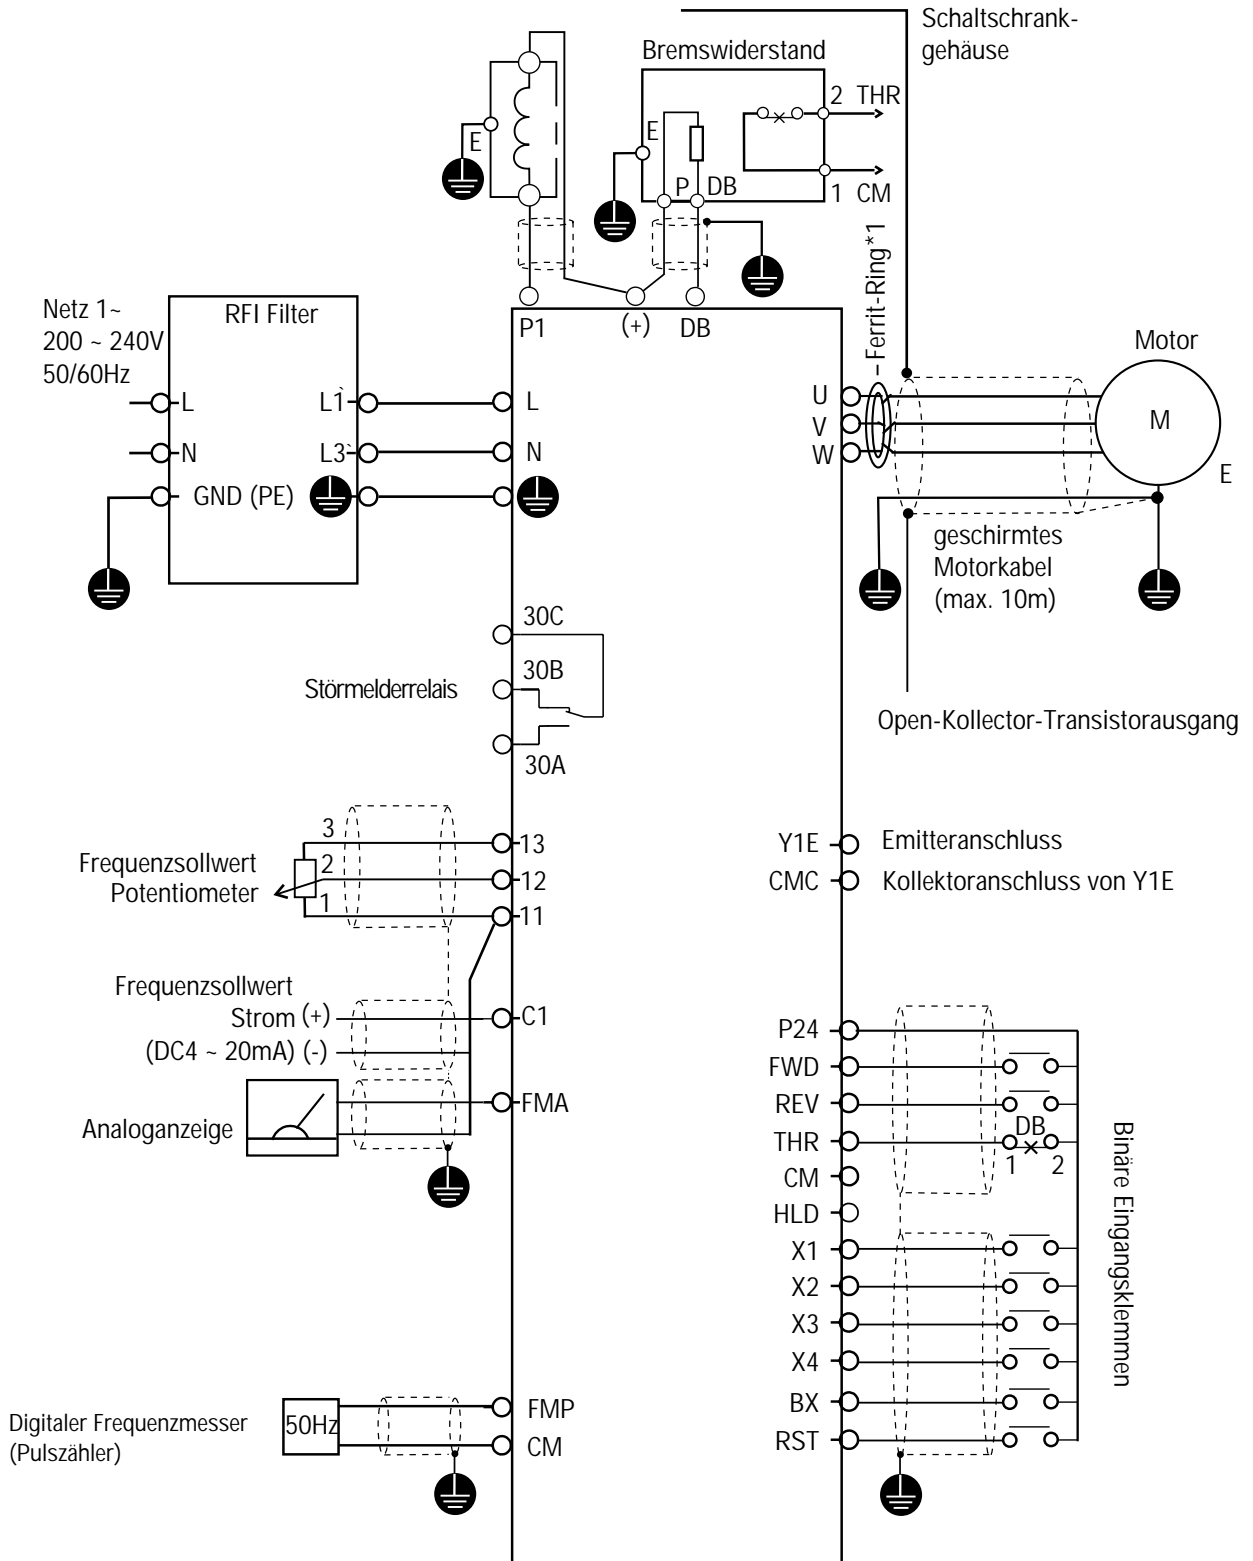 Schaltschrank-
gehäuse
Bremswiderstand
2 THR
E
E
P DB
1 CM
Ferrit-Ring*1
Netz 1~
200 ~ 240V
50/60Hz
RFI Filter
P1
(+)
DB
Motor
L
L1`
L
U
V
W
M
N
L3`
N
E
GND (PE)
geschirmtes
Motorkabel
(max. 10m)
30C
30B
Störmelderrelais
30A
Open-Kollector-Transistorausgang
3
13
Frequenzsollwert
Potentiometer
2
12
1
11
Y1E
Emitteranschluss
CMC
Kollektoranschluss von Y1E
Frequenzsollwert
Strom (+)
C1
(DC4 ~ 20mA) (-)
Analoganzeige
FMA
P24
FWD
REV
THR
DB
1 2
CM
HLD
X1
X2
X3
X4
BX
RST
Binäre Eingangsklemmen
Digitaler Frequenzmesser
(Pulszähler)
50Hz
FMP
CM